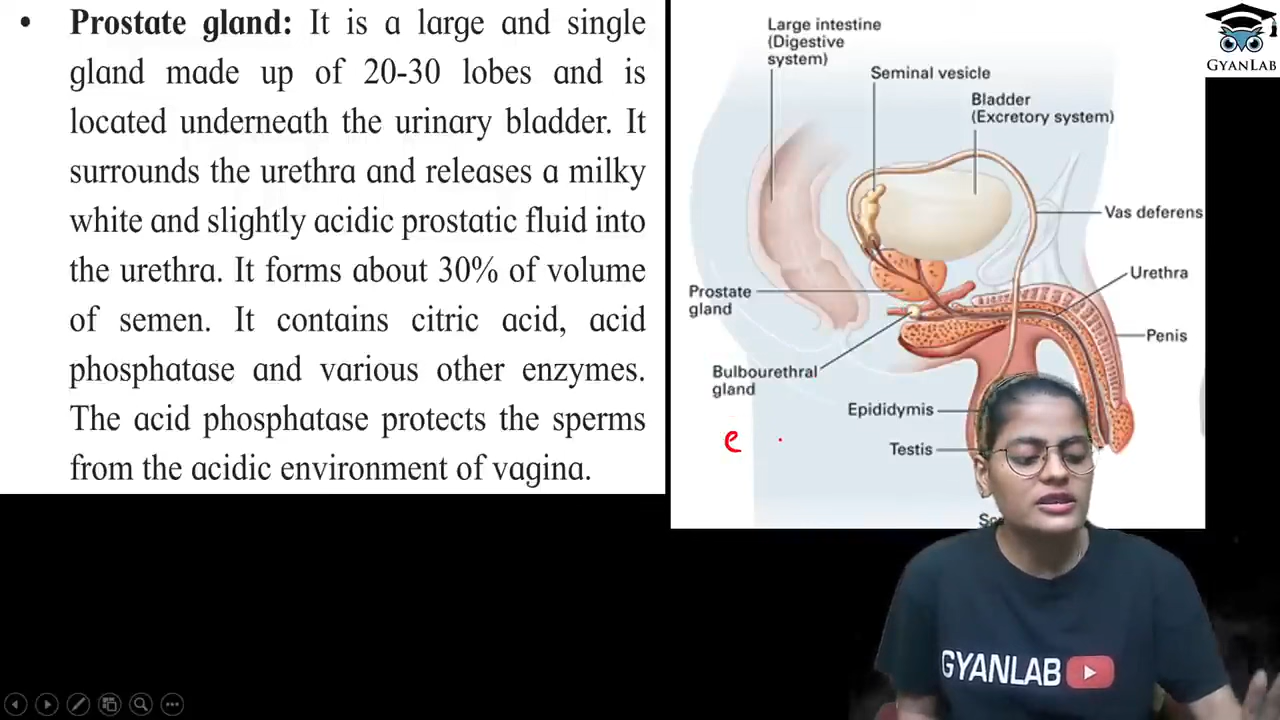 • Prostate gland: It is a large and single
gland made up of 20-30 lobes and is
located underneath the urinary bladder. It
surrounds the urethra and releases a milky
white and slightly acidic prostatic fluid into
the urethra. It forms about 30% of volume
of semen. It contains citric acid, acid
phosphatase and various other enzymes.
The acid phosphatase protects the sperms
from the acidic environment of vagina.
Large intestine
(Digestive
system)
Seminal vesicle
Bladder
(Excretory system)
Vas deferens
Urethra
Prostate
gland
Penis
Bulbourethral
gland
Epididymis
Testis
e
GYANLAB
GYANLAB